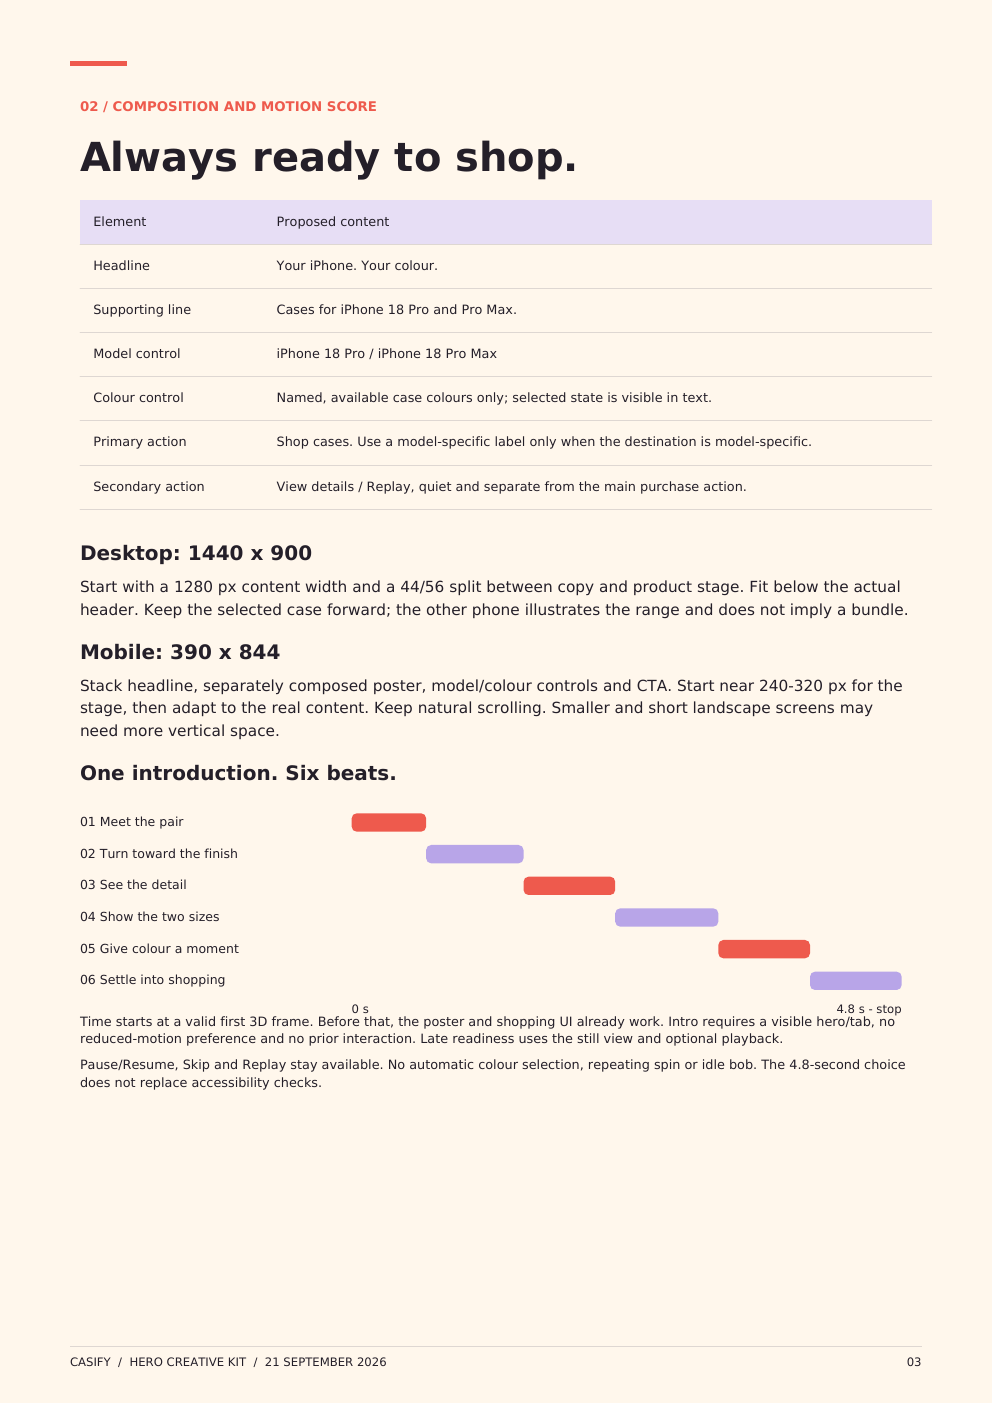 02 / COMPOSITION AND MOTION SCORE
Always ready to shop.
Element Proposed content
Headline Your iPhone. Your colour.
Supporting line Cases for iPhone 18 Pro and Pro Max.
Model control iPhone 18 Pro / iPhone 18 Pro Max
Colour control Named, available case colours only; selected state is visible in text.
Primary action Shop cases. Use a model-specific label only when the destination is model-specific.
Secondary action View details / Replay, quiet and separate from the main purchase action.
Desktop: 1440 x 900
Start with a 1280 px content width and a 44/56 split between copy and product stage. Fit below the actual
header. Keep the selected case forward; the other phone illustrates the range and does not imply a bundle.
Mobile: 390 x 844
Stack headline, separately composed poster, model/colour controls and CTA. Start near 240-320 px for the
stage, then adapt to the real content. Keep natural scrolling. Smaller and short landscape screens may
need more vertical space.
One introduction. Six beats.
01 Meet the pair
02 Turn toward the finish
03 See the detail
04 Show the two sizes
05 Give colour a moment
06 Settle into shopping
0 s 4.8 s - stop
Time starts at a valid first 3D frame. Before that, the poster and shopping UI already work. Intro requires a visible hero/tab, no
reduced-motion preference and no prior interaction. Late readiness uses the still view and optional playback.
Pause/Resume, Skip and Replay stay available. No automatic colour selection, repeating spin or idle bob. The 4.8-second choice
does not replace accessibility checks.
CASIFY / HERO CREATIVE KIT / 21 SEPTEMBER 2026 03